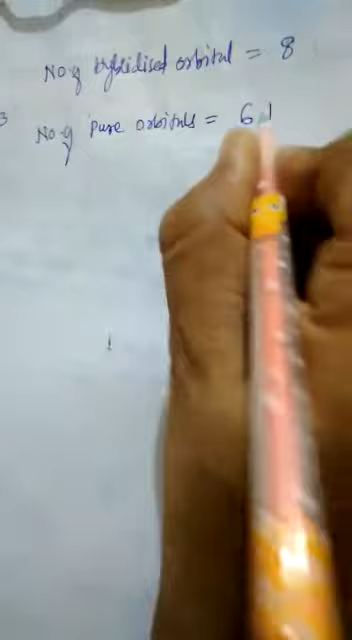 No of hybridised orbital = 8
No of pure orbitals = 6